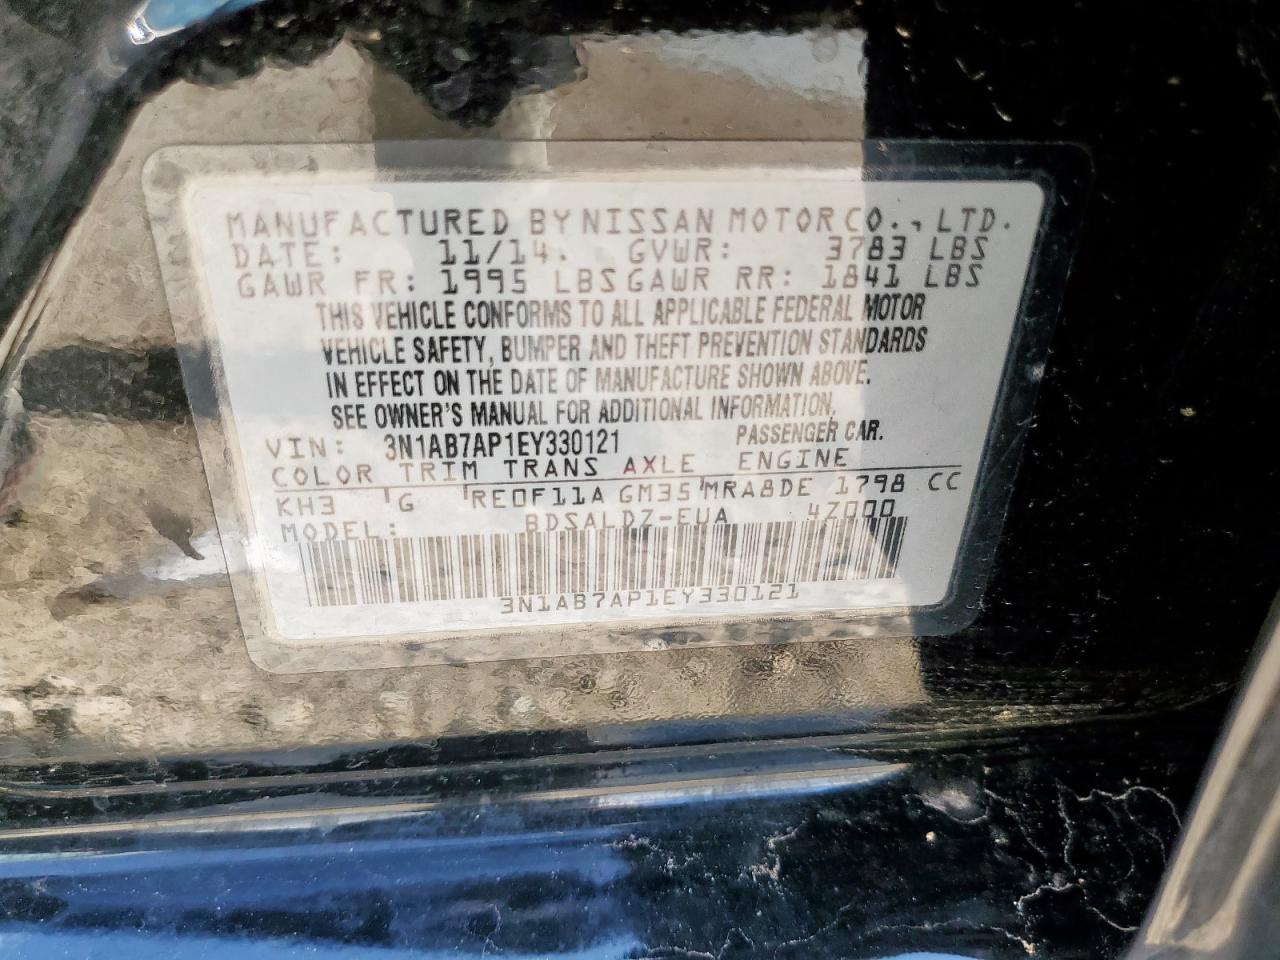 MANUFACTURED BY NISSAN MOTOR CO., LTD.
DATE: 11/14. GVWR: 3783 LBS
GAWR FR: 1995 LBS GAWR RR: 1841 LBS
THIS VEHICLE CONFORMS TO ALL APPLICABLE FEDERAL MOTOR
VEHICLE SAFETY, BUMPER AND THEFT PREVENTION STANDARDS
IN EFFECT ON THE DATE OF MANUFACTURE SHOWN ABOVE.
SEE OWNER'S MANUAL FOR ADDITIONAL INFORMATION.
VIN: 3N1AB7AP1EY330121 PASSENGER CAR.
COLOR TRIM TRANS AXLE ENGINE
KH3 G RE0F11A GM35 MRA8DE 1798 CC
MODEL: BDSALDZ-EUA 4Z000
3N1AB7AP1EY330121